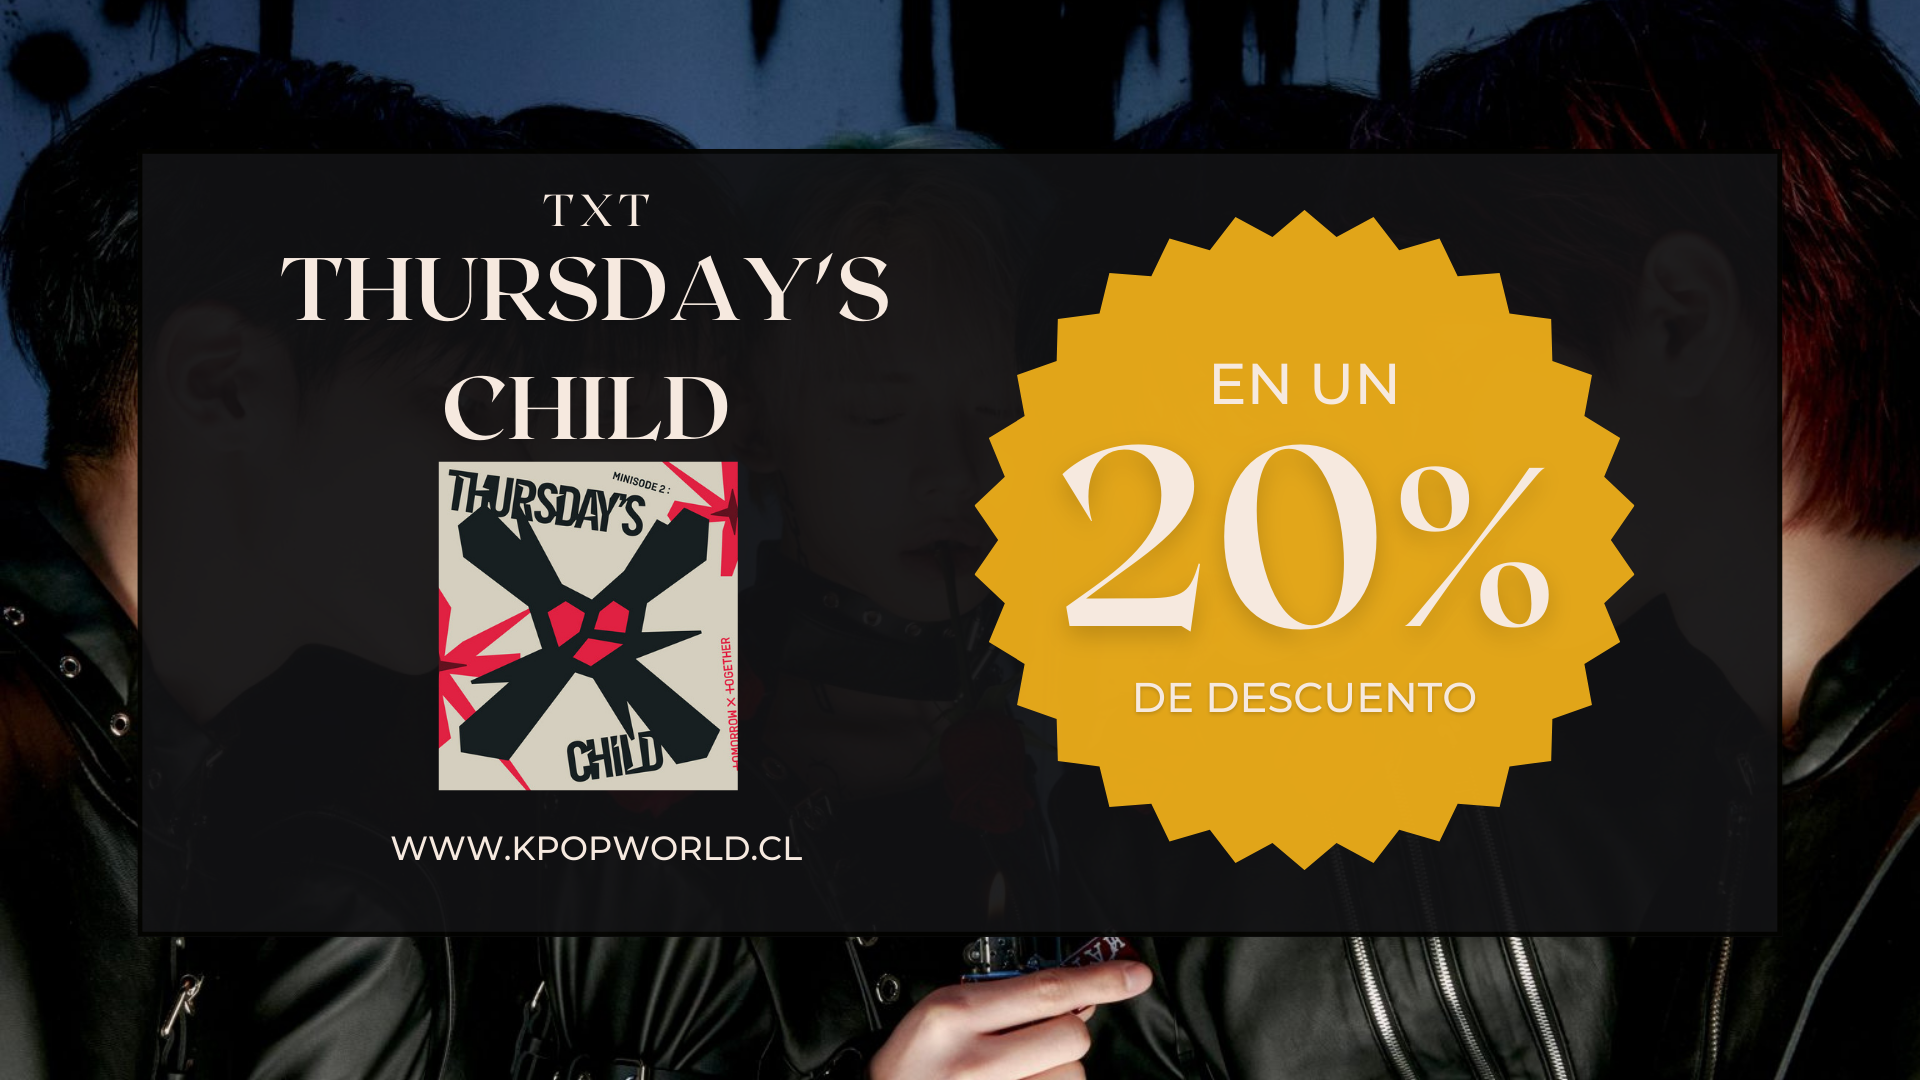 TXT
THURSDAY'S
CHILD
MINISODE 2:
THURSDAY'S
CHILD
TOMORROW X TOGETHER
WWW.KPOPWORLD.CL
EN UN
20%
DE DESCUENTO